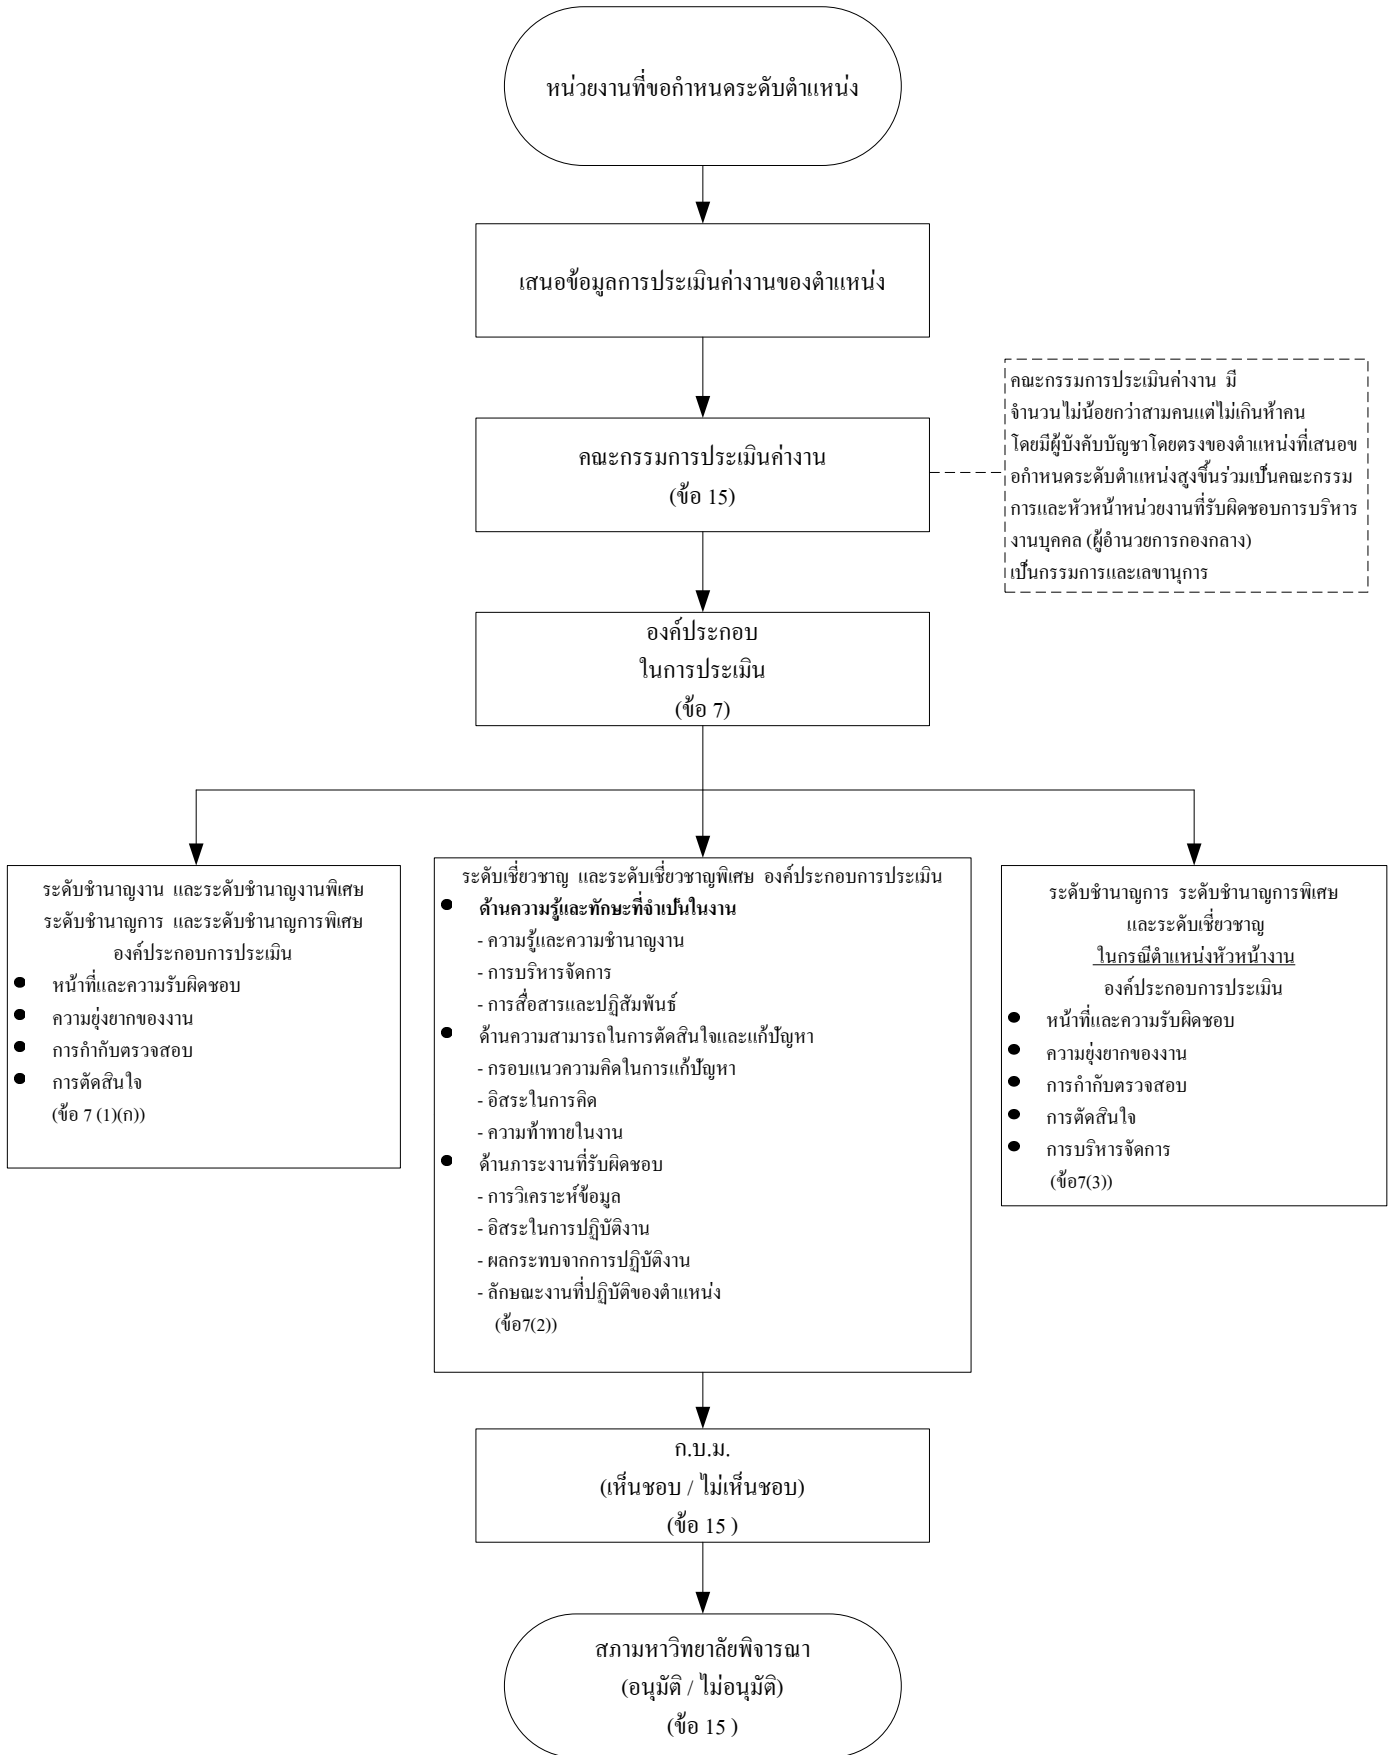 หน่วยงานที่ขอกำหนดระดับตำแหน่ง
เสนอข้อมูลการประเมินค่างานของตำแหน่ง
คณะกรรมการประเมินค่างาน
(ข้อ 15)
คณะกรรมการประเมินค่างาน มี
จำนวนไม่น้อยกว่าสามคนแต่ไม่เกินห้าคน
โดยมีผู้บังคับบัญชาโดยตรงของตำแหน่งที่เสนอข
อกำหนดระดับตำแหน่งสูงขึ้นร่วมเป็นคณะกรรม
การและหัวหน้าหน่วยงานที่รับผิดชอบการบริหาร
งานบุคคล (ผู้อำนวยการกองกลาง)
เป็นกรรมการและเลขานุการ
องค์ประกอบ
ในการประเมิน
(ข้อ 7)
ระดับชำนาญงาน และระดับชำนาญงานพิเศษ
ระดับชำนาญการ และระดับชำนาญการพิเศษ
องค์ประกอบการประเมิน
● หน้าที่และความรับผิดชอบ
● ความยุ่งยากของงาน
● การกำกับตรวจสอบ
● การตัดสินใจ
(ข้อ 7 (1)(ก))
ระดับเชี่ยวชาญ และระดับเชี่ยวชาญพิเศษ องค์ประกอบการประเมิน
● ด้านความรู้และทักษะที่จำเป็นในงาน
- ความรู้และความชำนาญงาน
- การบริหารจัดการ
- การสื่อสารและปฏิสัมพันธ์
● ด้านความสามารถในการตัดสินใจและแก้ปัญหา
- กรอบแนวความคิดในการแก้ปัญหา
- อิสระในการคิด
- ความท้าทายในงาน
● ด้านภาระงานที่รับผิดชอบ
- การวิเคราะห์ข้อมูล
- อิสระในการปฏิบัติงาน
- ผลกระทบจากการปฏิบัติงาน
- ลักษณะงานที่ปฏิบัติของตำแหน่ง
(ข้อ7(2))
ระดับชำนาญการ ระดับชำนาญการพิเศษ
และระดับเชี่ยวชาญ
ในกรณีตำแหน่งหัวหน้างาน
องค์ประกอบการประเมิน
● หน้าที่และความรับผิดชอบ
● ความยุ่งยากของงาน
● การกำกับตรวจสอบ
● การตัดสินใจ
● การบริหารจัดการ
(ข้อ7(3))
ก.บ.ม.
(เห็นชอบ / ไม่เห็นชอบ)
(ข้อ 15 )
สภามหาวิทยาลัยพิจารณา
(อนุมัติ / ไม่อนุมัติ)
(ข้อ 15 )